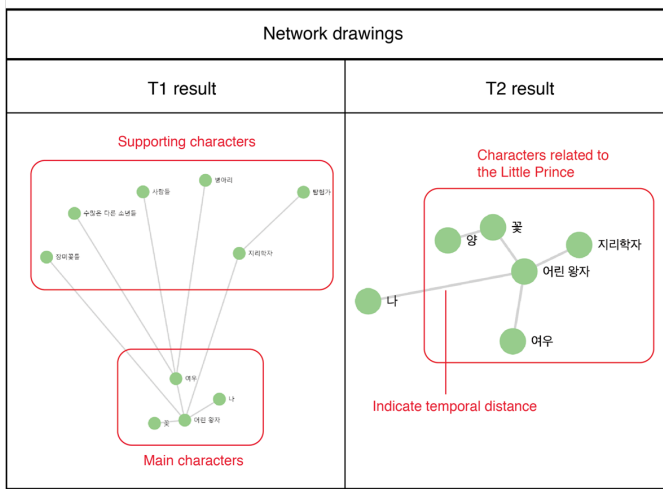 Network drawings
T1 result
T2 result
Supporting characters
병아리
사람들
탐험가
수많은 다른 소년들
장미꽃들
지리학자
여우
나
꽃
어린 왕자
Main characters
Characters related to
the Little Prince
꽃
양
지리학자
어린 왕자
나
여우
Indicate temporal distance